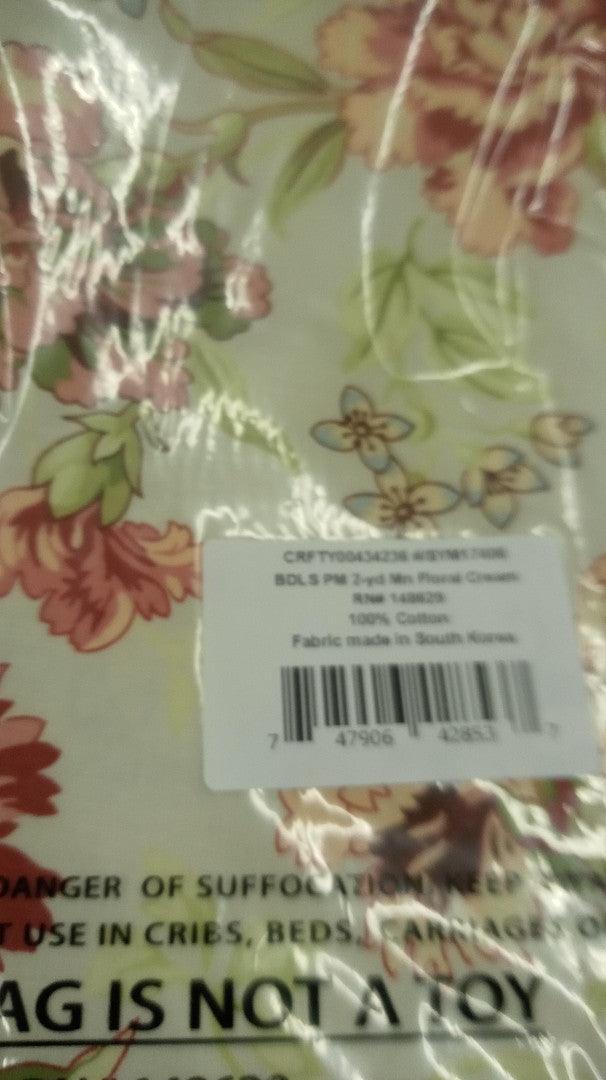 CRFTY00434236
BDLS PM 2-yd Mn Floral Cream
RN# 148629
100% Cotton
Fabric made in South Korea
7 47906 42853 7
DANGER OF SUFFOCATION. KEEP
USE IN CRIBS, BEDS, CARRIAGES
AG IS NOT A TOY